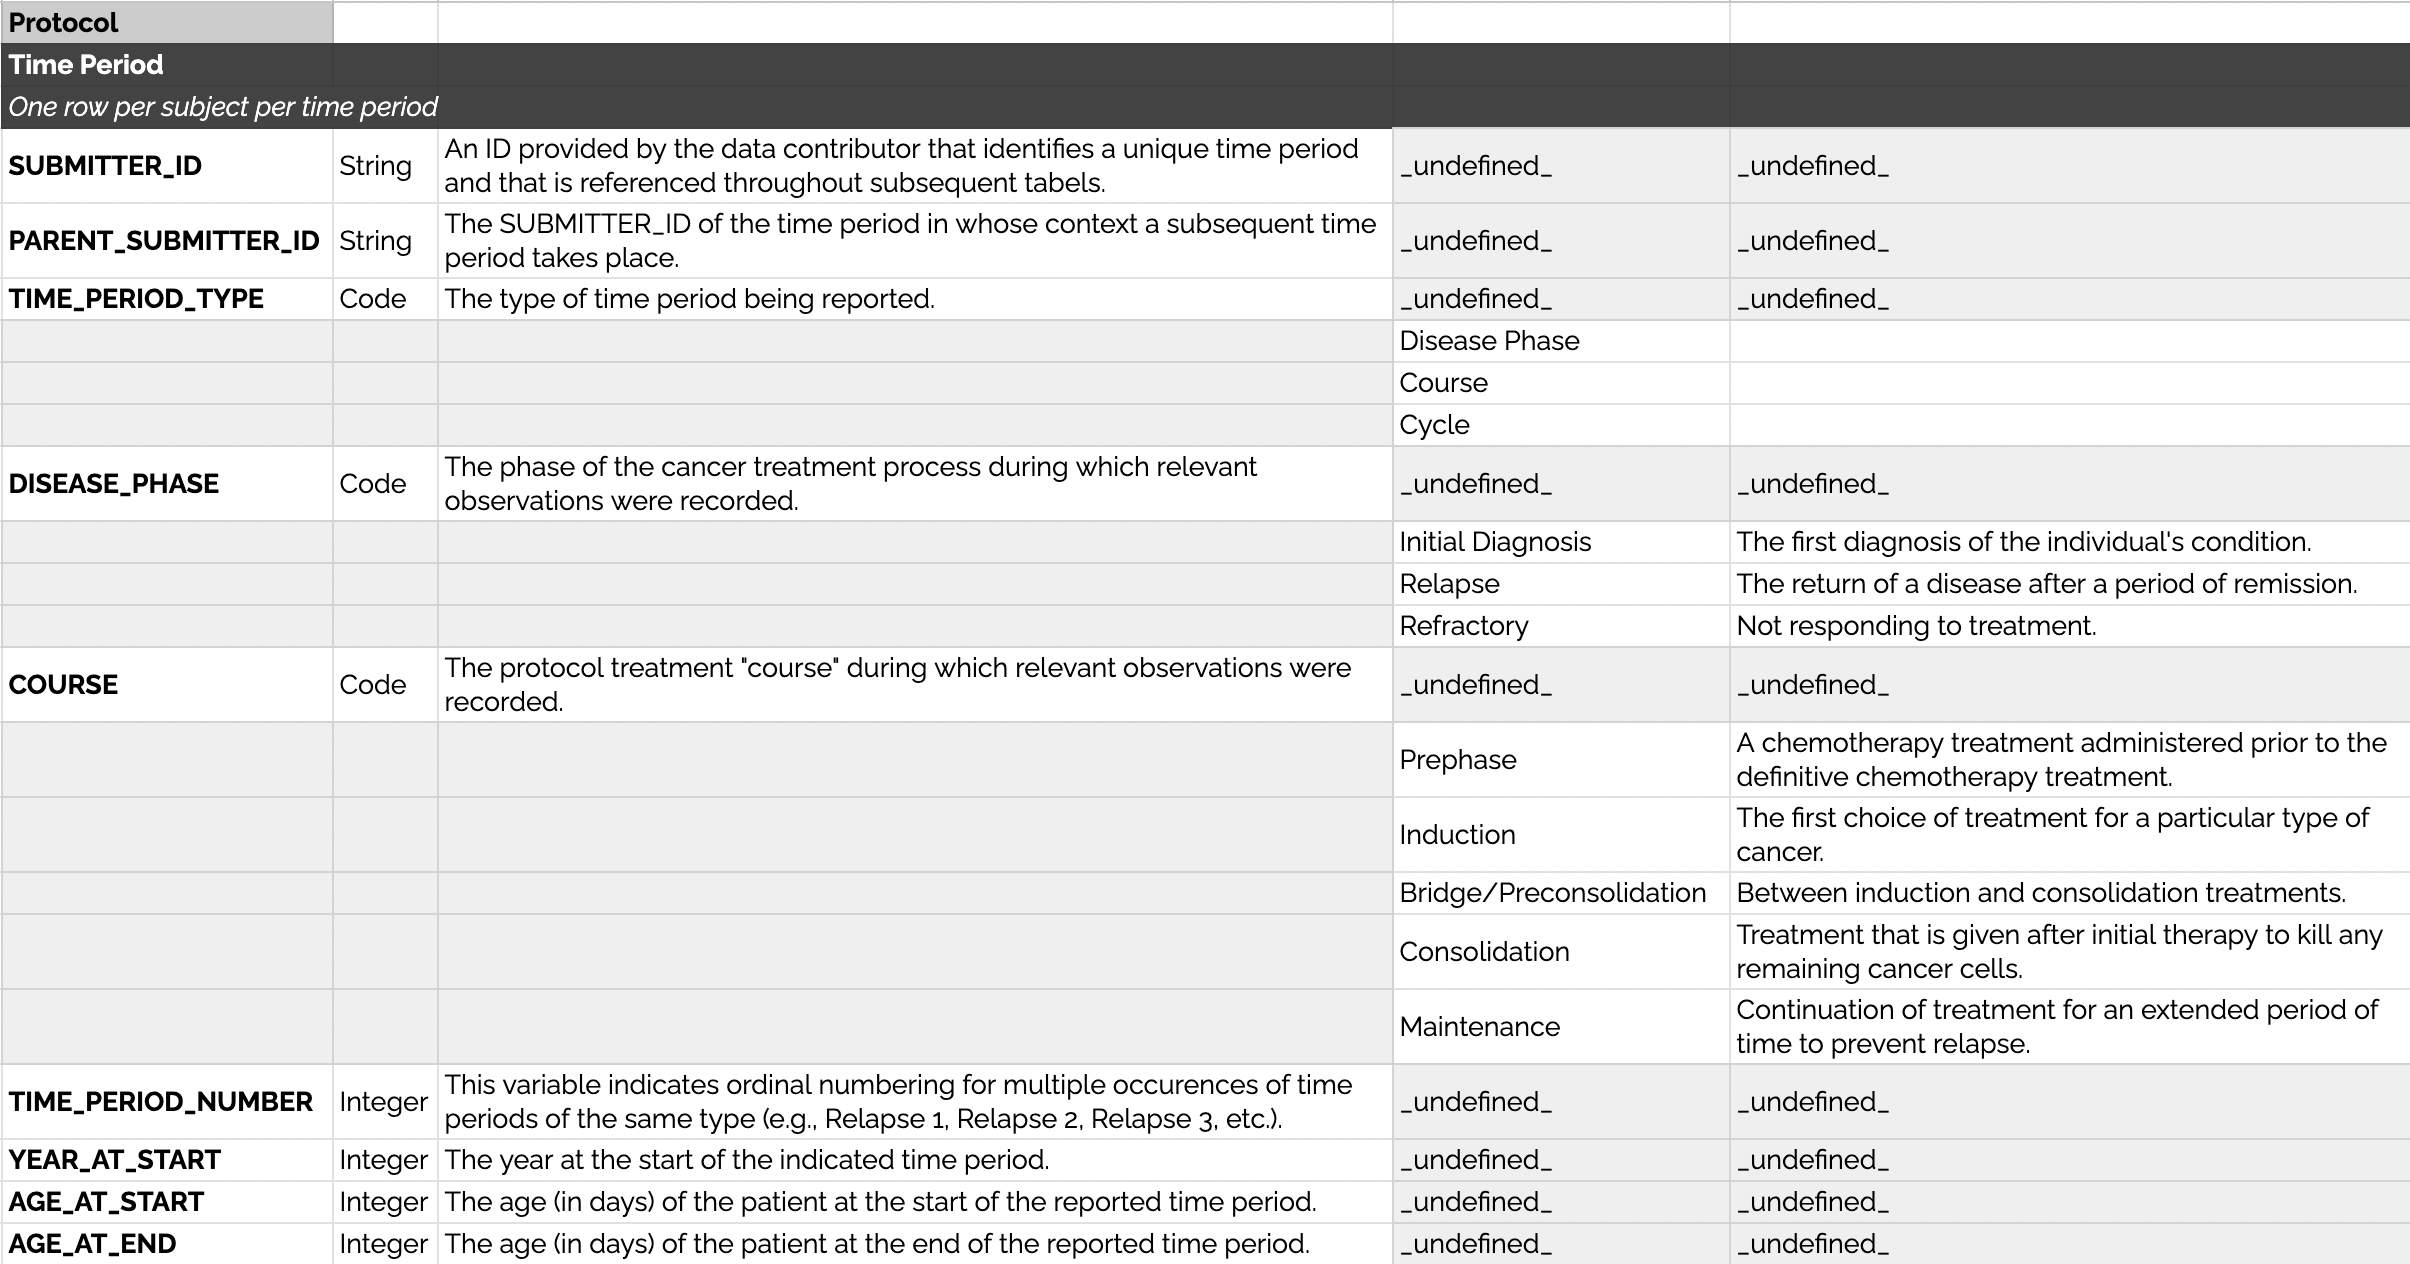 Protocol
Time Period
One row per subject per time period
SUBMITTER_ID String An ID provided by the data contributor that identifies a unique time period _undefined_ _undefined_
and that is referenced throughout subsequent tabels.
PARENT_SUBMITTER_ID String The SUBMITTER_ID of the time period in whose context a subsequent time _undefined_ _undefined_
period takes place.
TIME_PERIOD_TYPE Code The type of time period being reported. _undefined_ _undefined_
Disease Phase
Course
Cycle
DISEASE_PHASE Code The phase of the cancer treatment process during which relevant _undefined_ _undefined_
observations were recorded.
Initial Diagnosis The first diagnosis of the individual's condition.
Relapse The return of a disease after a period of remission.
Refractory Not responding to treatment.
COURSE Code The protocol treatment "course" during which relevant observations were _undefined_ _undefined_
recorded.
Prephase A chemotherapy treatment administered prior to the
definitive chemotherapy treatment.
Induction The first choice of treatment for a particular type of
cancer.
Bridge/Preconsolidation Between induction and consolidation treatments.
Consolidation Treatment that is given after initial therapy to kill any
remaining cancer cells.
Maintenance Continuation of treatment for an extended period of
time to prevent relapse.
TIME_PERIOD_NUMBER Integer This variable indicates ordinal numbering for multiple occurences of time _undefined_ _undefined_
periods of the same type (e.g., Relapse 1, Relapse 2, Relapse 3, etc.).
YEAR_AT_START Integer The year at the start of the indicated time period. _undefined_ _undefined_
AGE_AT_START Integer The age (in days) of the patient at the start of the reported time period. _undefined_ _undefined_
AGE_AT_END Integer The age (in days) of the patient at the end of the reported time period. _undefined_ _undefined_